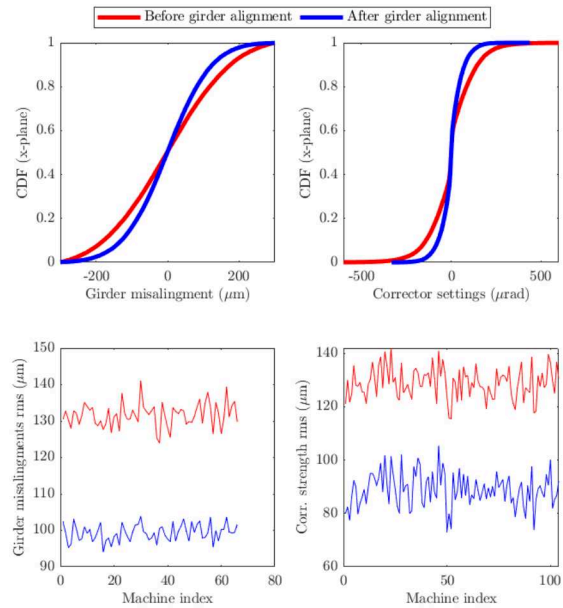 Before girder alignment After girder alignment
CDF (x-plane)
1
0.8
0.6
0.4
0.2
0
-200 0 200
Girder misalingment (μm)
CDF (x-plane)
1
0.8
0.6
0.4
0.2
0
-500 0 500
Corrector settings (μrad)
Girder misalingments rms (μm)
150
140
130
120
110
100
90
0 20 40 60 80
Machine index
Corr. strength rms (μm)
140
120
100
80
60
0 50 100
Machine index